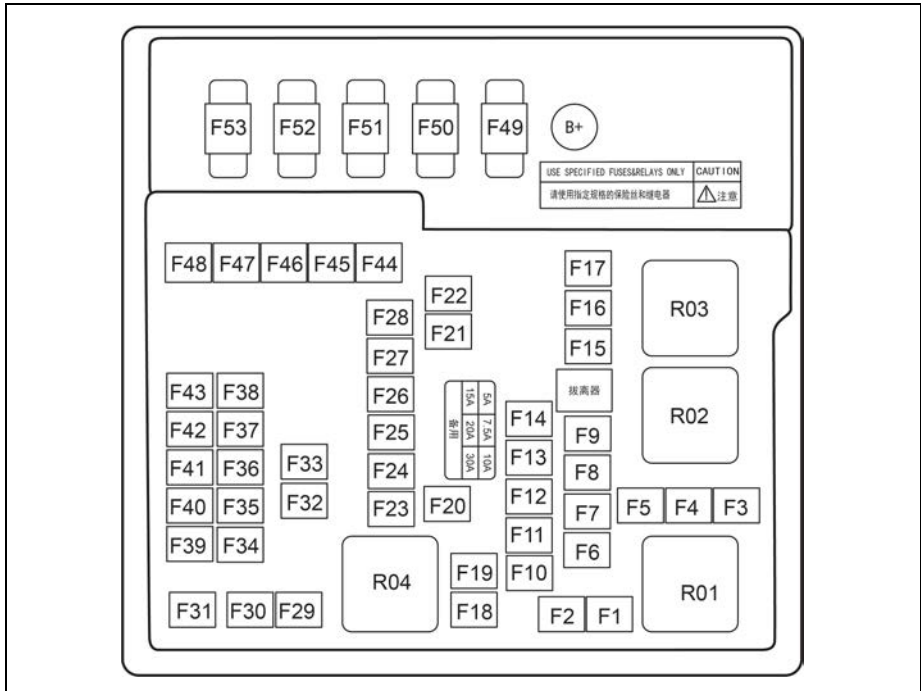 F53 F52 F51 F50 F49 B+
USE SPECIFIED FUSES&RELAYS ONLY CAUTION
请使用指定规格的保险丝和继电器 注意
F48 F47 F46 F45 F44
F22
F21
F28
F27
F26
F25
F24
F23
F17
F16
F15
拔离器
R03
R02
F43 F38
F42 F37
F41 F36
F40 F35
F39 F34
F33
F32
5A 7.5A 10A
15A 20A 30A
备用
F20
F14
F13
F12
F11
F10
F9
F8
F7
F6
F5 F4 F3
F31 F30 F29
R04
F19
F18
F2 F1
R01